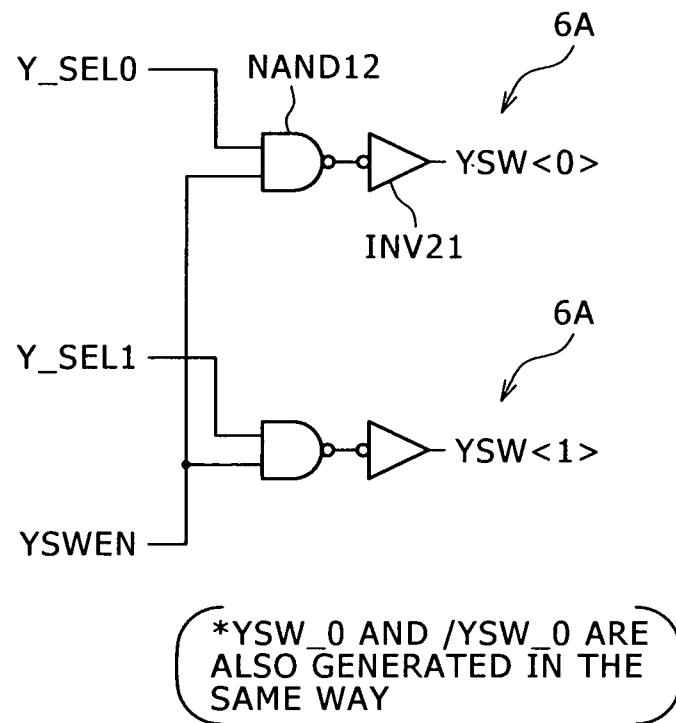 6A
Y_SEL0
NAND12
YSW<0>
INV21
6A
Y_SEL1
YSW<1>
YSWEN
*YSW_0 AND /YSW_0 ARE
ALSO GENERATED IN THE
SAME WAY